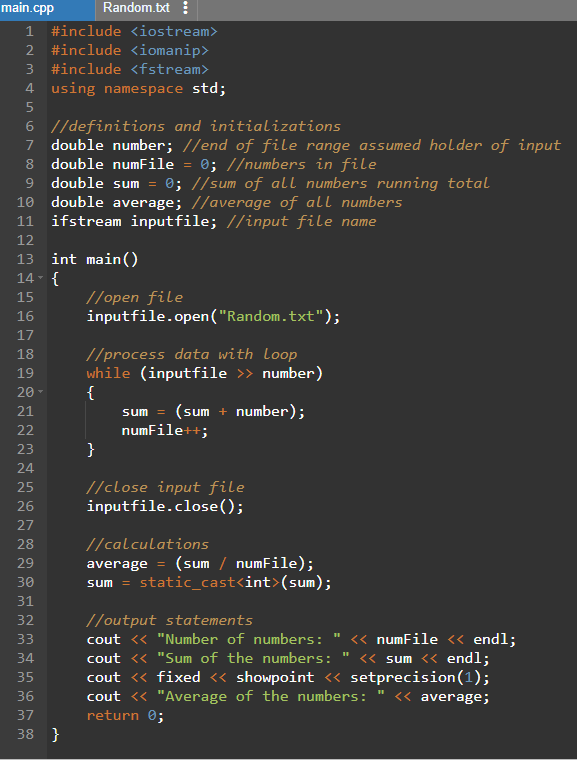 main.cpp Random.txt
1 #include <iostream>
2 #include <iomanip>
3 #include <fstream>
4 using namespace std;
5
6 //definitions and initializations
7 double number; //end of file range assumed holder of input
8 double numFile = 0; //numbers in file
9 double sum = 0; //sum of all numbers running total
10 double average; //average of all numbers
11 ifstream inputfile; //input file name
12
13 int main()
14 {
15     //open file
16     inputfile.open("Random.txt");
17
18     //process data with loop
19     while (inputfile >> number)
20     {
21         sum = (sum + number);
22         numFile++;
23     }
24
25     //close input file
26     inputfile.close();
27
28     //calculations
29     average = (sum / numFile);
30     sum = static_cast<int>(sum);
31
32     //output statements
33     cout << "Number of numbers: " << numFile << endl;
34     cout << "Sum of the numbers: " << sum << endl;
35     cout << fixed << showpoint << setprecision(1);
36     cout << "Average of the numbers: " << average;
37     return 0;
38 }